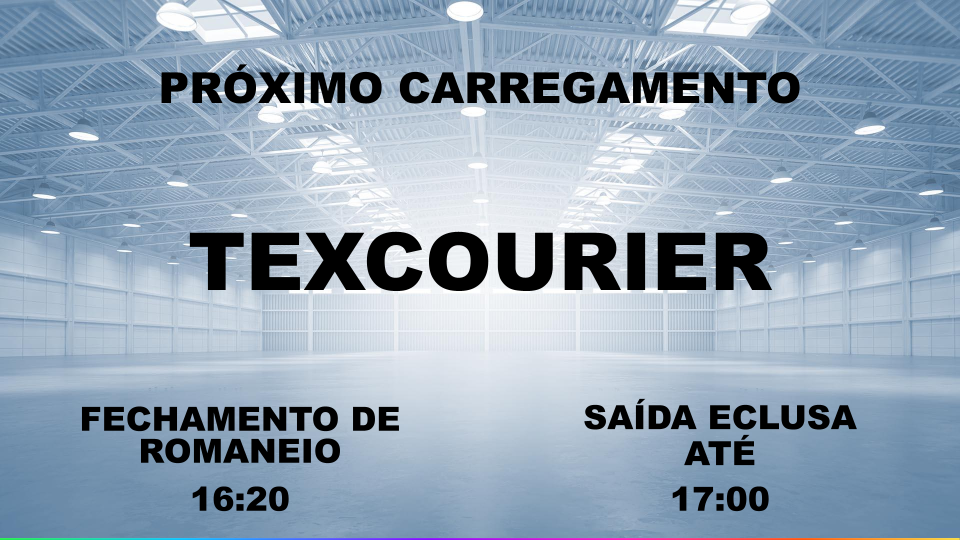 PRÓXIMO CARREGAMENTO
TEXCOURIER
FECHAMENTO DE
ROMANEIO
16:20
SAÍDA ECLUSA
ATÉ
17:00